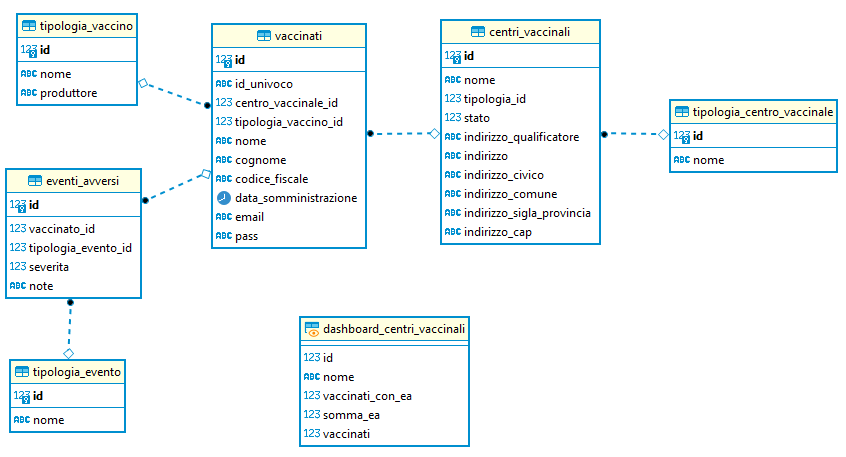 tipologia_vaccino
123 id
ABC nome
ABC produttore
vaccinati
123 id
ABC id_univoco
123 centro_vaccinale_id
123 tipologia_vaccino_id
ABC nome
ABC cognome
ABC codice_fiscale
data_somministrazione
ABC email
ABC pass
centri_vaccinali
123 id
ABC nome
123 tipologia_id
123 stato
ABC indirizzo_qualificatore
ABC indirizzo
ABC indirizzo_civico
ABC indirizzo_comune
ABC indirizzo_sigla_provincia
ABC indirizzo_cap
tipologia_centro_vaccinale
123 id
ABC nome
eventi_avversi
123 id
123 vaccinato_id
123 tipologia_evento_id
123 severita
ABC note
tipologia_evento
123 id
ABC nome
dashboard_centri_vaccinali
123 id
ABC nome
123 vaccinati_con_ea
123 somma_ea
123 vaccinati